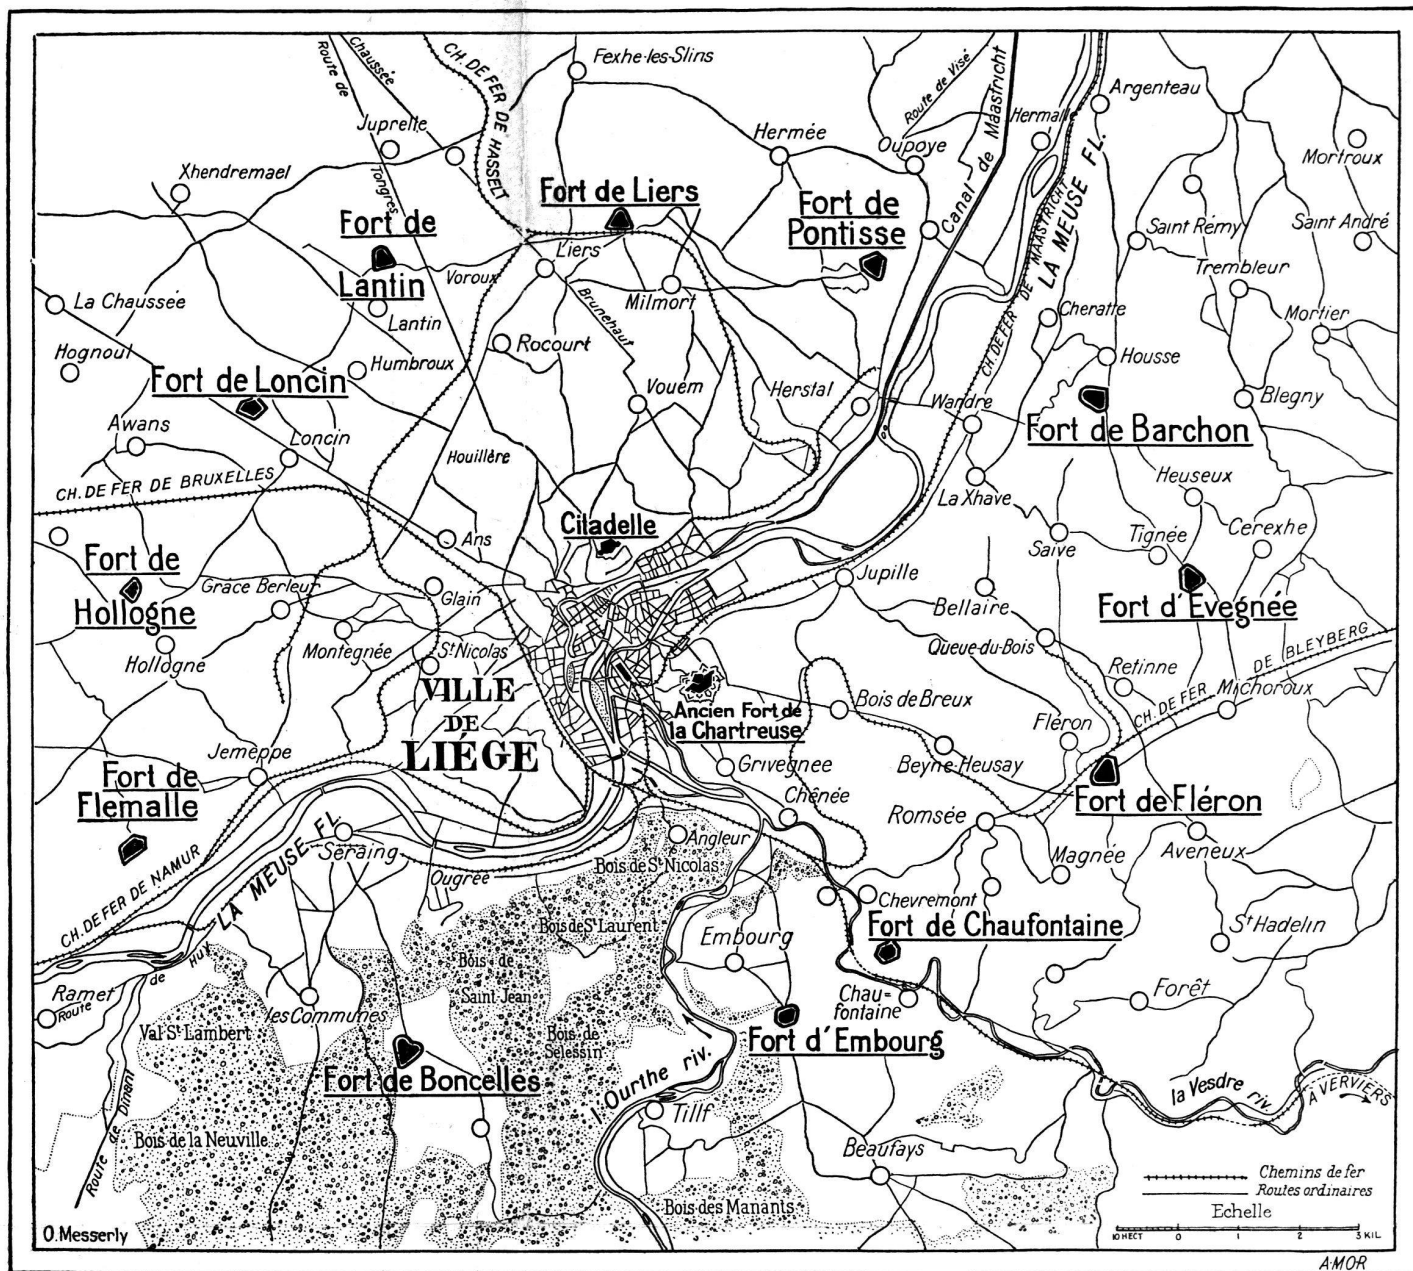 Route de
Chaussée
CH. DE FER DE HASSELT
Fexhe-les-Slins
Route de Visé
Canal de Maastricht
Hermalle
Argenteau
Juprelle
Hermée
Oupoye
Mortroux
Xhendremael
Tongres
Fort de Liers
Fort de
Pontisse
Fort de
Lantin
LA MEUSE FL.
CH. DE FER DE MAASTRICHT
Saint Rémy
Saint André
Trembleur
Voroux
Liers
Milmort
La Chaussée
Lantin
Brunehaut
Cheratte
Mortier
Hognoul
Humbroux
Rocourt
Housse
Fort de Loncin
Vouem
Herstal
Wandre
Blegny
Fort de Barchon
Awans
Loncin
Houillère
CH. DE FER DE BRUXELLES
La Xhave
Heuseux
Citadelle
Ans
Saive
Tignée
Cerexhe
Fort de
Hollogne
Grace Berleur
Glain
Jupille
Bellaire
Fort d'Evegnée
Hollogne
Montegnée
St Nicolas
Queue-du-Bois
Retinne
CH. DE FER DE BLEYBERG
Michoroux
VILLE
DE
LIÉGE
Ancien Fort de
la Chartreuse
Bois de Breux
Fléron
Jemeppe
Grivegnee
Beyne-Heusay
Fort de
Flemalle
Chênée
Romsée
Fort de Fléron
CH. DE FER DE NAMUR
LA MEUSE FL.
Seraing
Ougrée
Angleur
Bois de St Nicolas
Magnée
Aveneux
Chevremont
Fort de Chaufontaine
St Hadelin
Bois de St Laurent
Embourg
Bois de
Saint Jean
Ramet
Route de Huy
les Communes
Chau=
fontaine
Forêt
Val St Lambert
Bois de
Selessin
Fort d'Embourg
Fort de Boncelles
l'Ourthe riv.
la Vesdre riv.
A VERVIERS
Tillf
Route de Dinant
Bois de la Neuville
Beaufays
Bois des Manants
Chemins de fer
Routes ordinaires
Echelle
10 HECT 0 1 2 3 KIL
O. Messerly
A·MOR